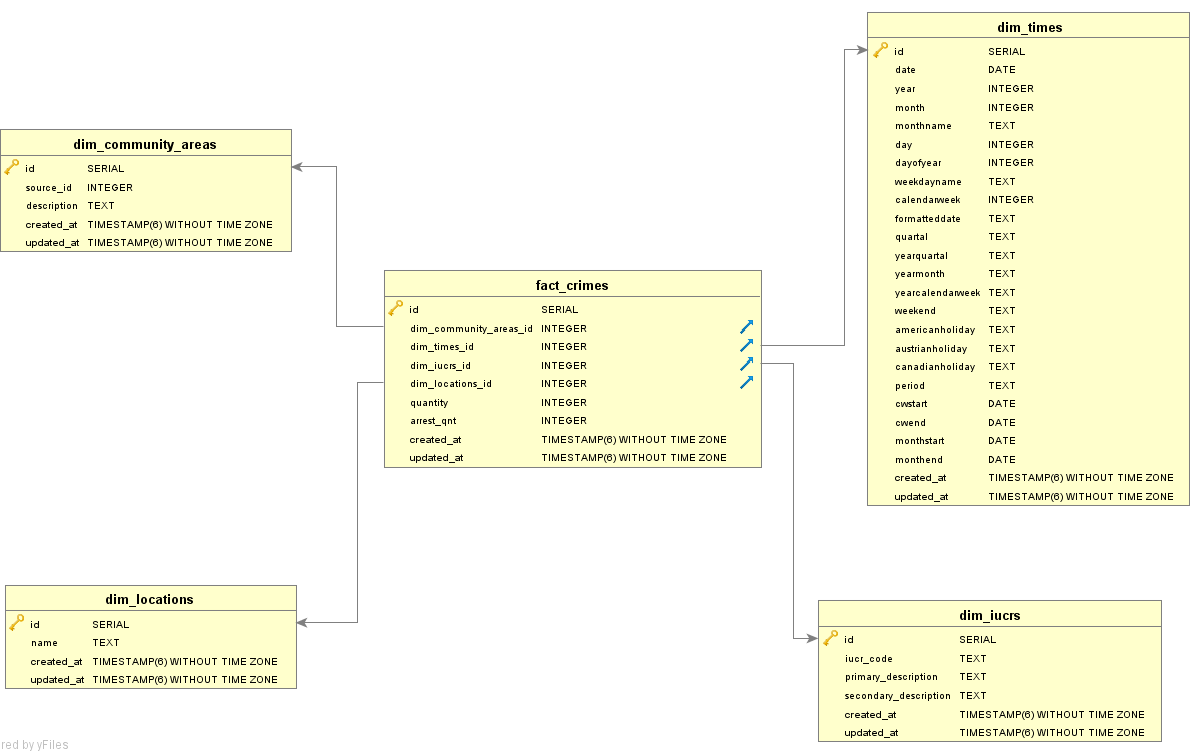 dim_times
id SERIAL
date DATE
year INTEGER
month INTEGER
monthname TEXT
day INTEGER
dayofyear INTEGER
weekdayname TEXT
calendarweek INTEGER
formatteddate TEXT
quartal TEXT
yearquartal TEXT
yearmonth TEXT
yearcalendarweek TEXT
weekend TEXT
americanholiday TEXT
austrianholiday TEXT
canadianholiday TEXT
period TEXT
cwstart DATE
cwend DATE
monthstart DATE
monthend DATE
created_at TIMESTAMP(6) WITHOUT TIME ZONE
updated_at TIMESTAMP(6) WITHOUT TIME ZONE
dim_community_areas
id SERIAL
source_id INTEGER
description TEXT
created_at TIMESTAMP(6) WITHOUT TIME ZONE
updated_at TIMESTAMP(6) WITHOUT TIME ZONE
fact_crimes
id SERIAL
dim_community_areas_id INTEGER
dim_times_id INTEGER
dim_iucrs_id INTEGER
dim_locations_id INTEGER
quantity INTEGER
arrest_qnt INTEGER
created_at TIMESTAMP(6) WITHOUT TIME ZONE
updated_at TIMESTAMP(6) WITHOUT TIME ZONE
dim_locations
id SERIAL
name TEXT
created_at TIMESTAMP(6) WITHOUT TIME ZONE
updated_at TIMESTAMP(6) WITHOUT TIME ZONE
dim_iucrs
id SERIAL
iucr_code TEXT
primary_description TEXT
secondary_description TEXT
created_at TIMESTAMP(6) WITHOUT TIME ZONE
updated_at TIMESTAMP(6) WITHOUT TIME ZONE
red by yFiles